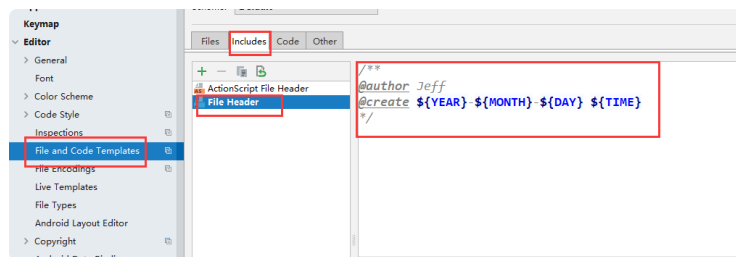 Keymap
Editor
General
Font
Color Scheme
Code Style
Inspections
File and Code Templates
File Encodings
Live Templates
File Types
Android Layout Editor
Copyright
Files Includes Code Other
ActionScript File Header
File Header
/**
@author Jeff
@create ${YEAR}-${MONTH}-${DAY} ${TIME}
*/